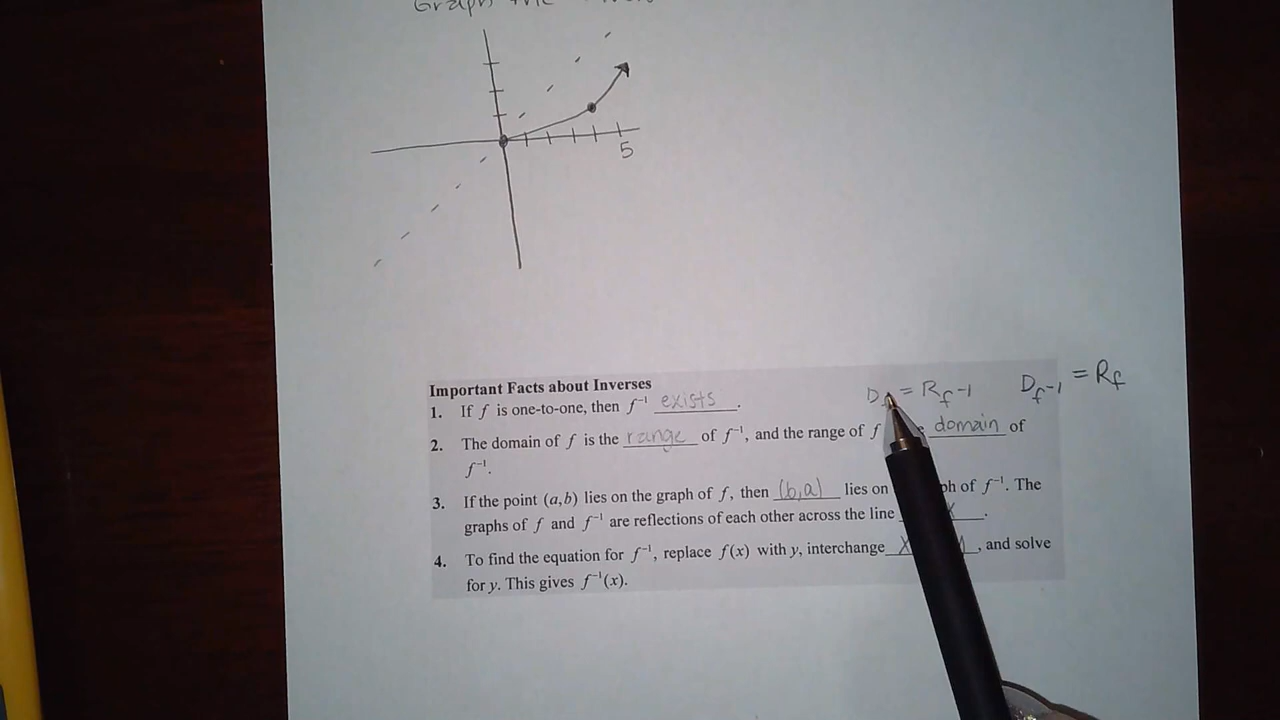 Graph the
5
Important Facts about Inverses
D_f = R_f⁻¹ D_f⁻¹ = R_f
1. If f is one-to-one, then f⁻¹ exists.
2. The domain of f is the range of f⁻¹, and the range of f domain of
f⁻¹.
3. If the point (a,b) lies on the graph of f, then (b,a) lies on of f⁻¹. The
graphs of f and f⁻¹ are reflections of each other across the line
4. To find the equation for f⁻¹, replace f(x) with y, interchange x , and solve
for y. This gives f⁻¹(x).